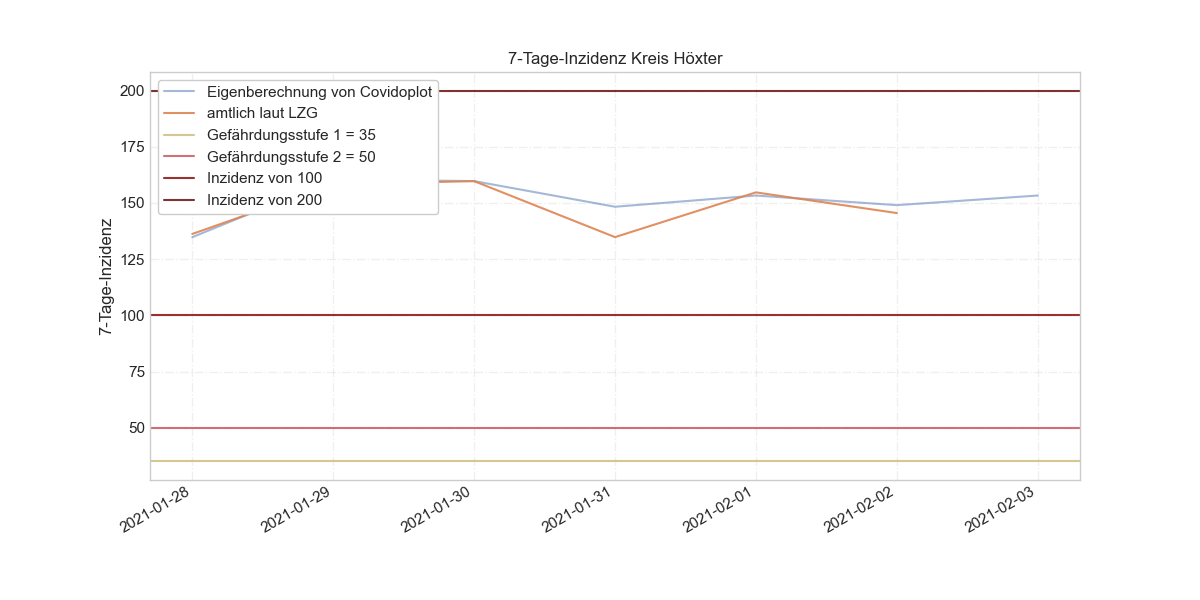 7-Tage-Inzidenz Kreis Höxter
Eigenberechnung von Covidoplot
amtlich laut LZG
Gefährdungsstufe 1 = 35
Gefährdungsstufe 2 = 50
Inzidenz von 100
Inzidenz von 200
7-Tage-Inzidenz
200
175
150
125
100
75
50
2021-01-28
2021-01-29
2021-01-30
2021-01-31
2021-02-01
2021-02-02
2021-02-03